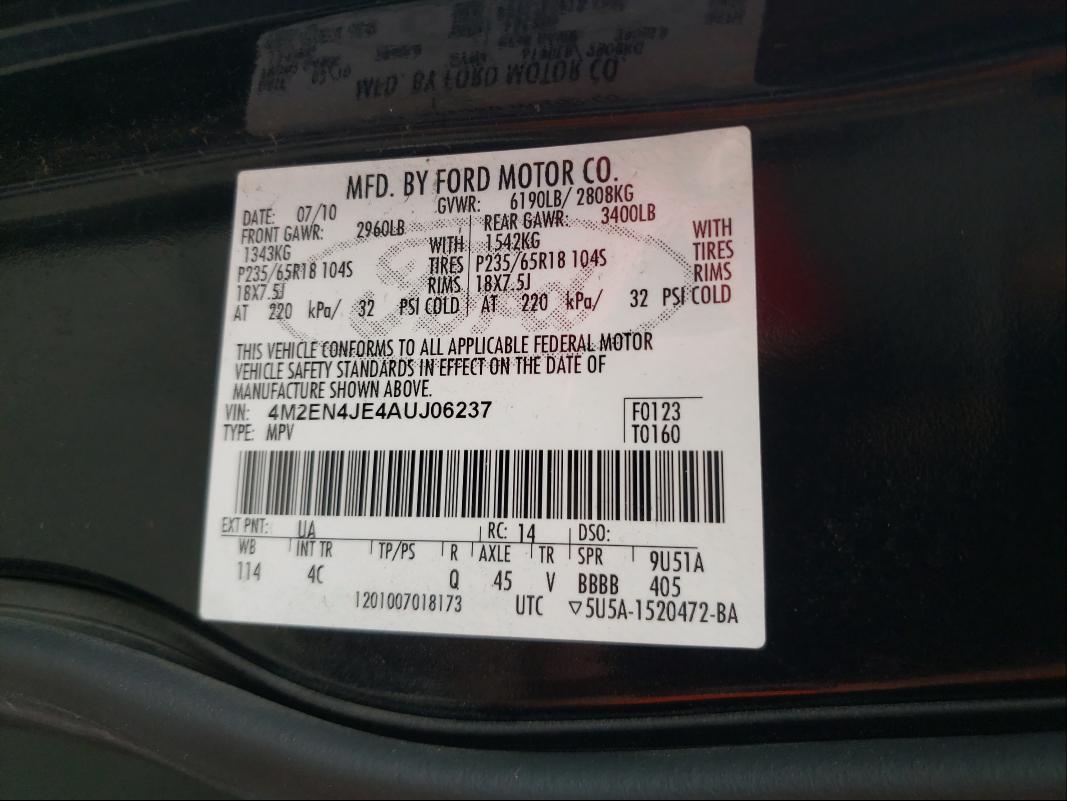 MFD. BY FORD MOTOR CO.
DATE: 07/10 GVWR: 6190LB/ 2808KG
FRONT GAWR: 2960LB REAR GAWR: 3400LB
1343KG WITH 1542KG WITH
P235/65R18 104S TIRES P235/65R18 104S TIRES
18X7.5J RIMS 18X7.5J RIMS
AT 220 kPa/ 32 PSI COLD AT 220 kPa/ 32 PSI COLD
THIS VEHICLE CONFORMS TO ALL APPLICABLE FEDERAL MOTOR
VEHICLE SAFETY STANDARDS IN EFFECT ON THE DATE OF
MANUFACTURE SHOWN ABOVE.
VIN: 4M2EN4JE4AUJ06237 F0123
TYPE: MPV T0160
EXT PNT: UA RC: 14 DSO:
WB INT TR TP/PS R AXLE TR SPR 9U51A
114 4C Q 45 V BBBB 405
1201007018173 UTC ▽5U5A-1520472-BA